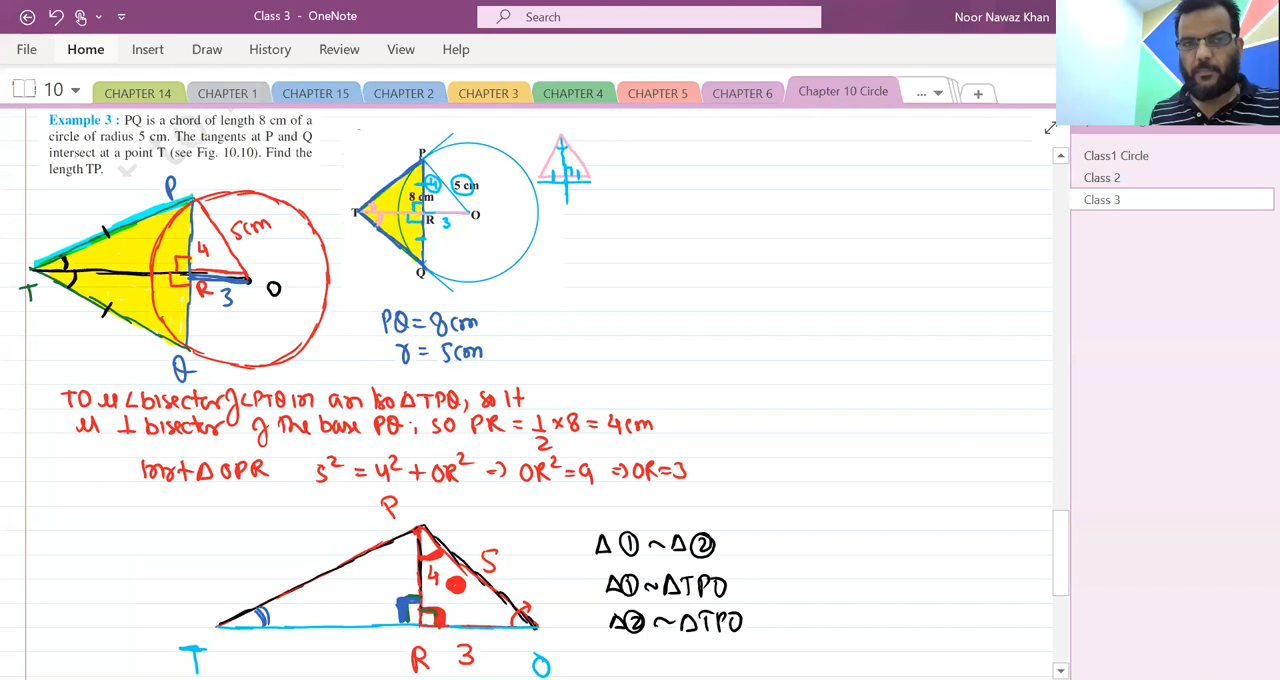 Class 3 - OneNote
Search
Noor Nawaz Khan
File Home Insert Draw History Review View Help
10 CHAPTER 14 CHAPTER 1 CHAPTER 15 CHAPTER 2 CHAPTER 3 CHAPTER 4 CHAPTER 5 CHAPTER 6 Chapter 10 Circle ... +
Class1 Circle
Class 2
Class 3
Example 3 : PQ is a chord of length 8 cm of a
circle of radius 5 cm. The tangents at P and Q
intersect at a point T (see Fig. 10.10). Find the
length TP.
P
5cm
4
T
R
3
O
Q
P
4 5 cm
8 cm
T
R
3
O
Q
PQ = 8cm
r = 5cm
TO is ∠bisector of ∠PTQ in an iso ΔTPQ, so it
is ⊥ bisector of the base PQ, so PR = 1/2 × 8 = 4cm
in rt Δ OPR 5² = 4² + OR² => OR² = 9 => OR = 3
P
4
5
T
R
3
O
Δ① ~ Δ②
Δ① ~ ΔTPO
Δ② ~ ΔTPO